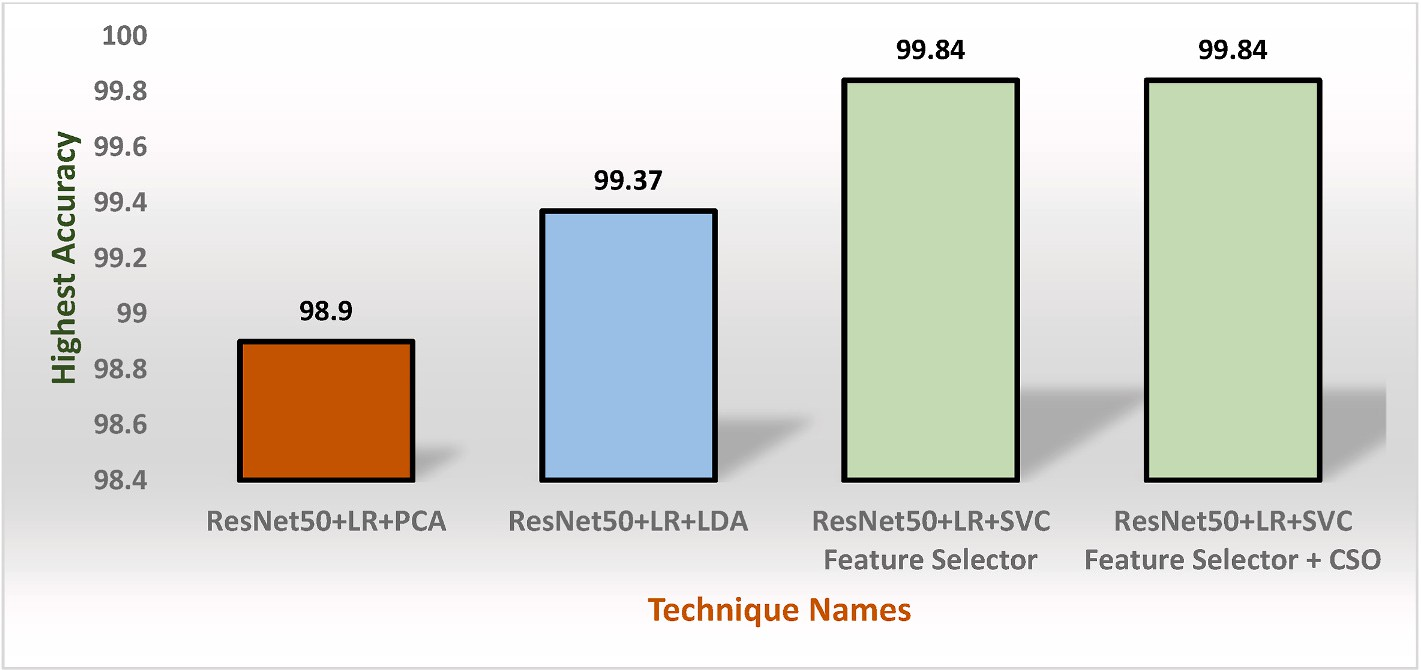 100
99.8
99.6
99.4
99.2
99
98.8
98.6
98.4
Highest Accuracy
98.9
99.37
99.84
99.84
ResNet50+LR+PCA
ResNet50+LR+LDA
ResNet50+LR+SVC
Feature Selector
ResNet50+LR+SVC
Feature Selector + CSO
Technique Names